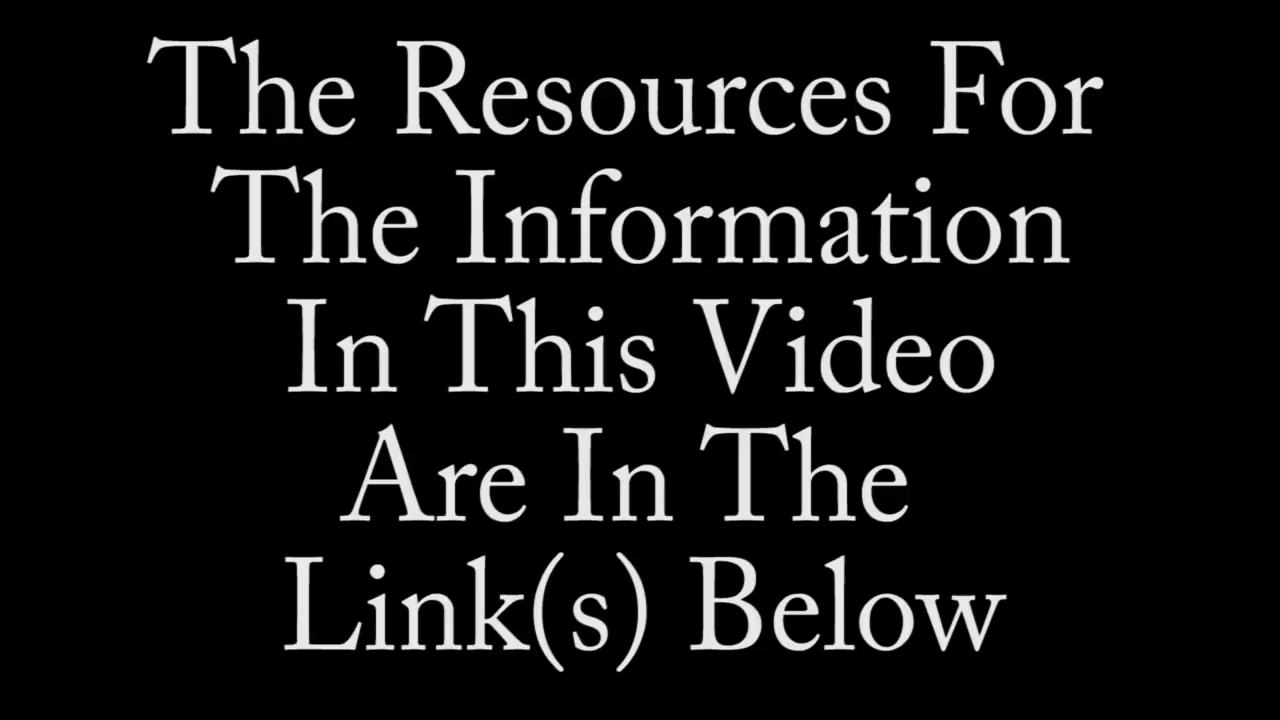 The Resources For
The Information
In This Video
Are In The
Link(s) Below